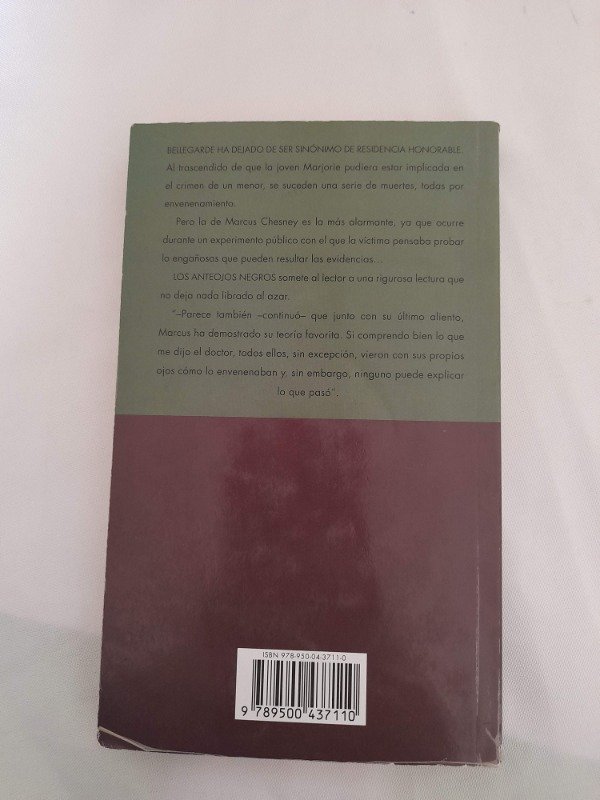 BELLEGARDE HA DEJADO DE SER SINÓNIMO DE RESIDENCIA HONORABLE.
Al trascendido de que la joven Marjorie pudiera estar implicada en
el crimen de un menor, se suceden una serie de muertes, todas por
envenenamiento.
Pero la de Marcus Chesney es la más alarmante, ya que ocurre
durante un experimento público con el que la víctima pensaba probar
lo engañosas que pueden resultar las evidencias...
LOS ANTEOJOS NEGROS somete al lector a una rigurosa lectura que
no deja nada librado al azar.
"–Parece también –continuó– que junto con su último aliento,
Marcus ha demostrado su teoría favorita. Si comprendo bien lo que
me dijo el doctor, todos ellos, sin excepción, vieron con sus propios
ojos cómo lo envenenaban y, sin embargo, ninguno puede explicar
lo que pasó".
ISBN 978-950-04-3711-0
9 789500 437110